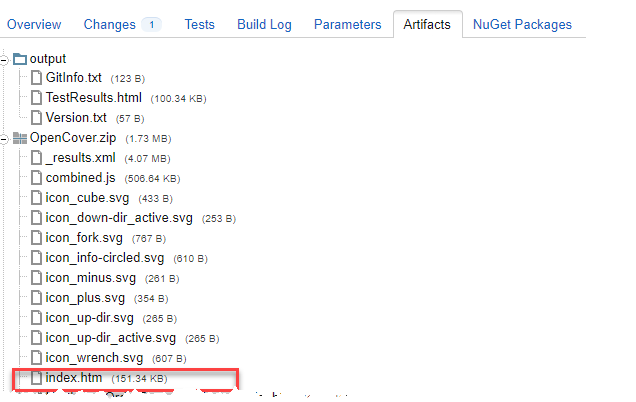 Overview Changes 1 Tests Build Log Parameters Artifacts NuGet Packages
output
GitInfo.txt (123 B)
TestResults.html (100.34 KB)
Version.txt (57 B)
OpenCover.zip (1.73 MB)
_results.xml (4.07 MB)
combined.js (506.64 KB)
icon_cube.svg (433 B)
icon_down-dir_active.svg (253 B)
icon_fork.svg (767 B)
icon_info-circled.svg (610 B)
icon_minus.svg (261 B)
icon_plus.svg (354 B)
icon_up-dir.svg (265 B)
icon_up-dir_active.svg (265 B)
icon_wrench.svg (607 B)
index.htm (151.34 KB)